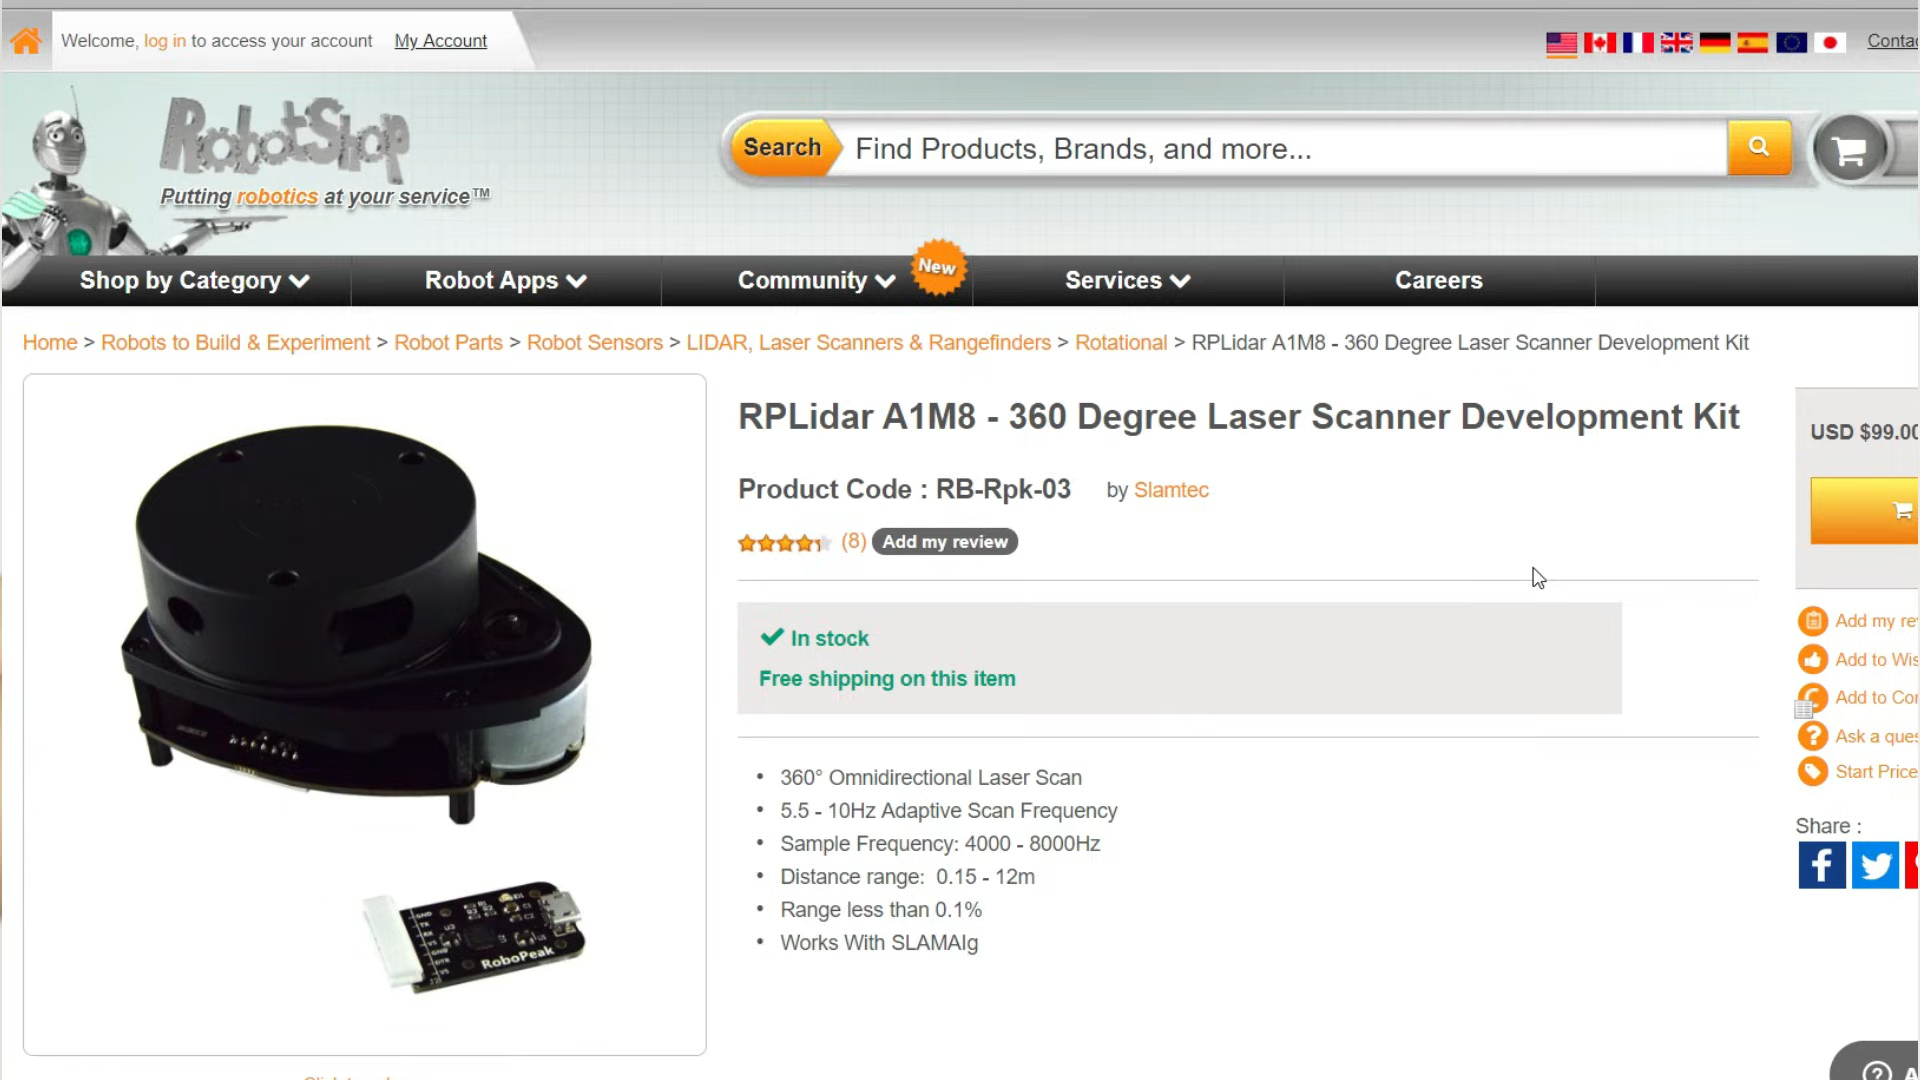 Welcome, log in to access your account My Account
RobotShop
Putting robotics at your service™
Search Find Products, Brands, and more...
Shop by Category Robot Apps Community New Services Careers
Home > Robots to Build & Experiment > Robot Parts > Robot Sensors > LIDAR, Laser Scanners & Rangefinders > Rotational > RPLidar A1M8 - 360 Degree Laser Scanner Development Kit
RPLidar A1M8 - 360 Degree Laser Scanner Development Kit
USD $99.00
Product Code : RB-Rpk-03 by Slamtec
(8) Add my review
In stock
Free shipping on this item
Add my
Add to
Add to
Ask a
Start Price
• 360° Omnidirectional Laser Scan
• 5.5 - 10Hz Adaptive Scan Frequency
• Sample Frequency: 4000 - 8000Hz
• Distance range: 0.15 - 12m
• Range less than 0.1%
• Works With SLAMAlg
Share :
RoboPeak